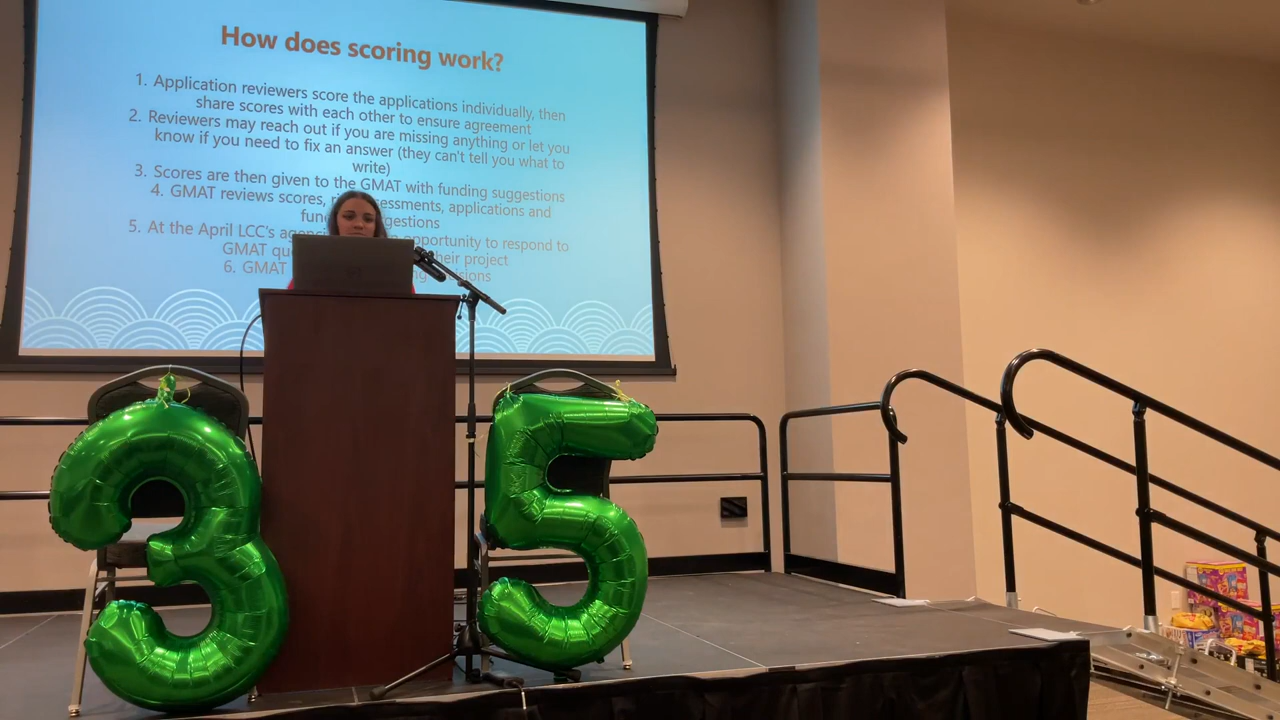 How does scoring work?
1. Application reviewers score the applications individually, then
share scores with each other to ensure agreement
2. Reviewers may reach out if you are missing anything or let you
know if you need to fix an answer (they can't tell you what to
write)
3. Scores are then given to the GMAT with funding suggestions
4. GMAT reviews scores, applications and
5. At the April LCC's opportunity to respond to
GMAT their project
6. GMAT
35